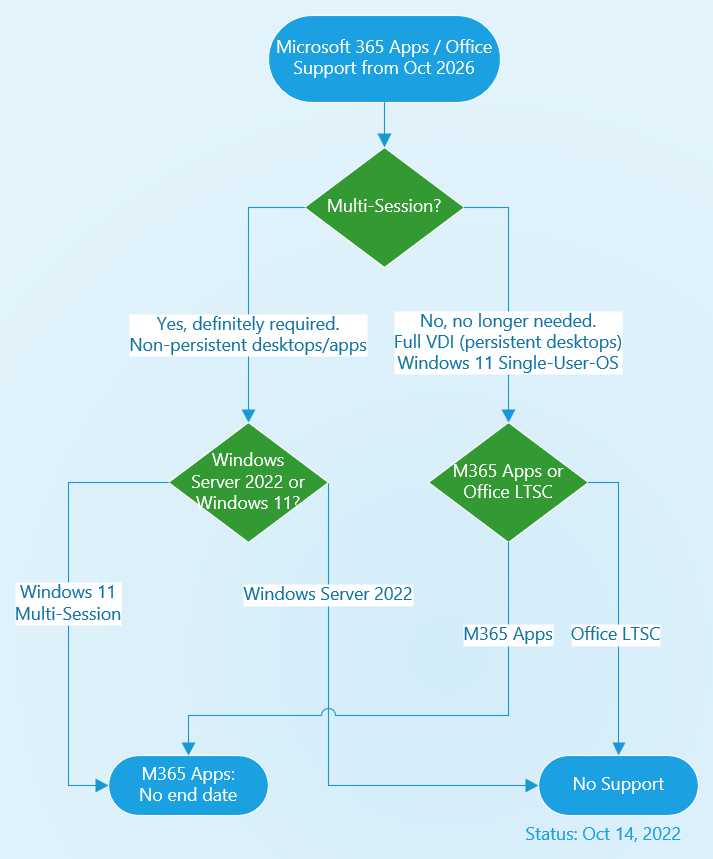 Microsoft 365 Apps / Office
Support from Oct 2026
Multi-Session?
Yes, definitely required.
Non-persistent desktops/apps
No, no longer needed.
Full VDI (persistent desktops)
Windows 11 Single-User-OS
Windows
Server 2022 or
Windows 11?
M365 Apps or
Office LTSC
Windows 11
Multi-Session
Windows Server 2022
M365 Apps
Office LTSC
M365 Apps:
No end date
No Support
Status: Oct 14, 2022